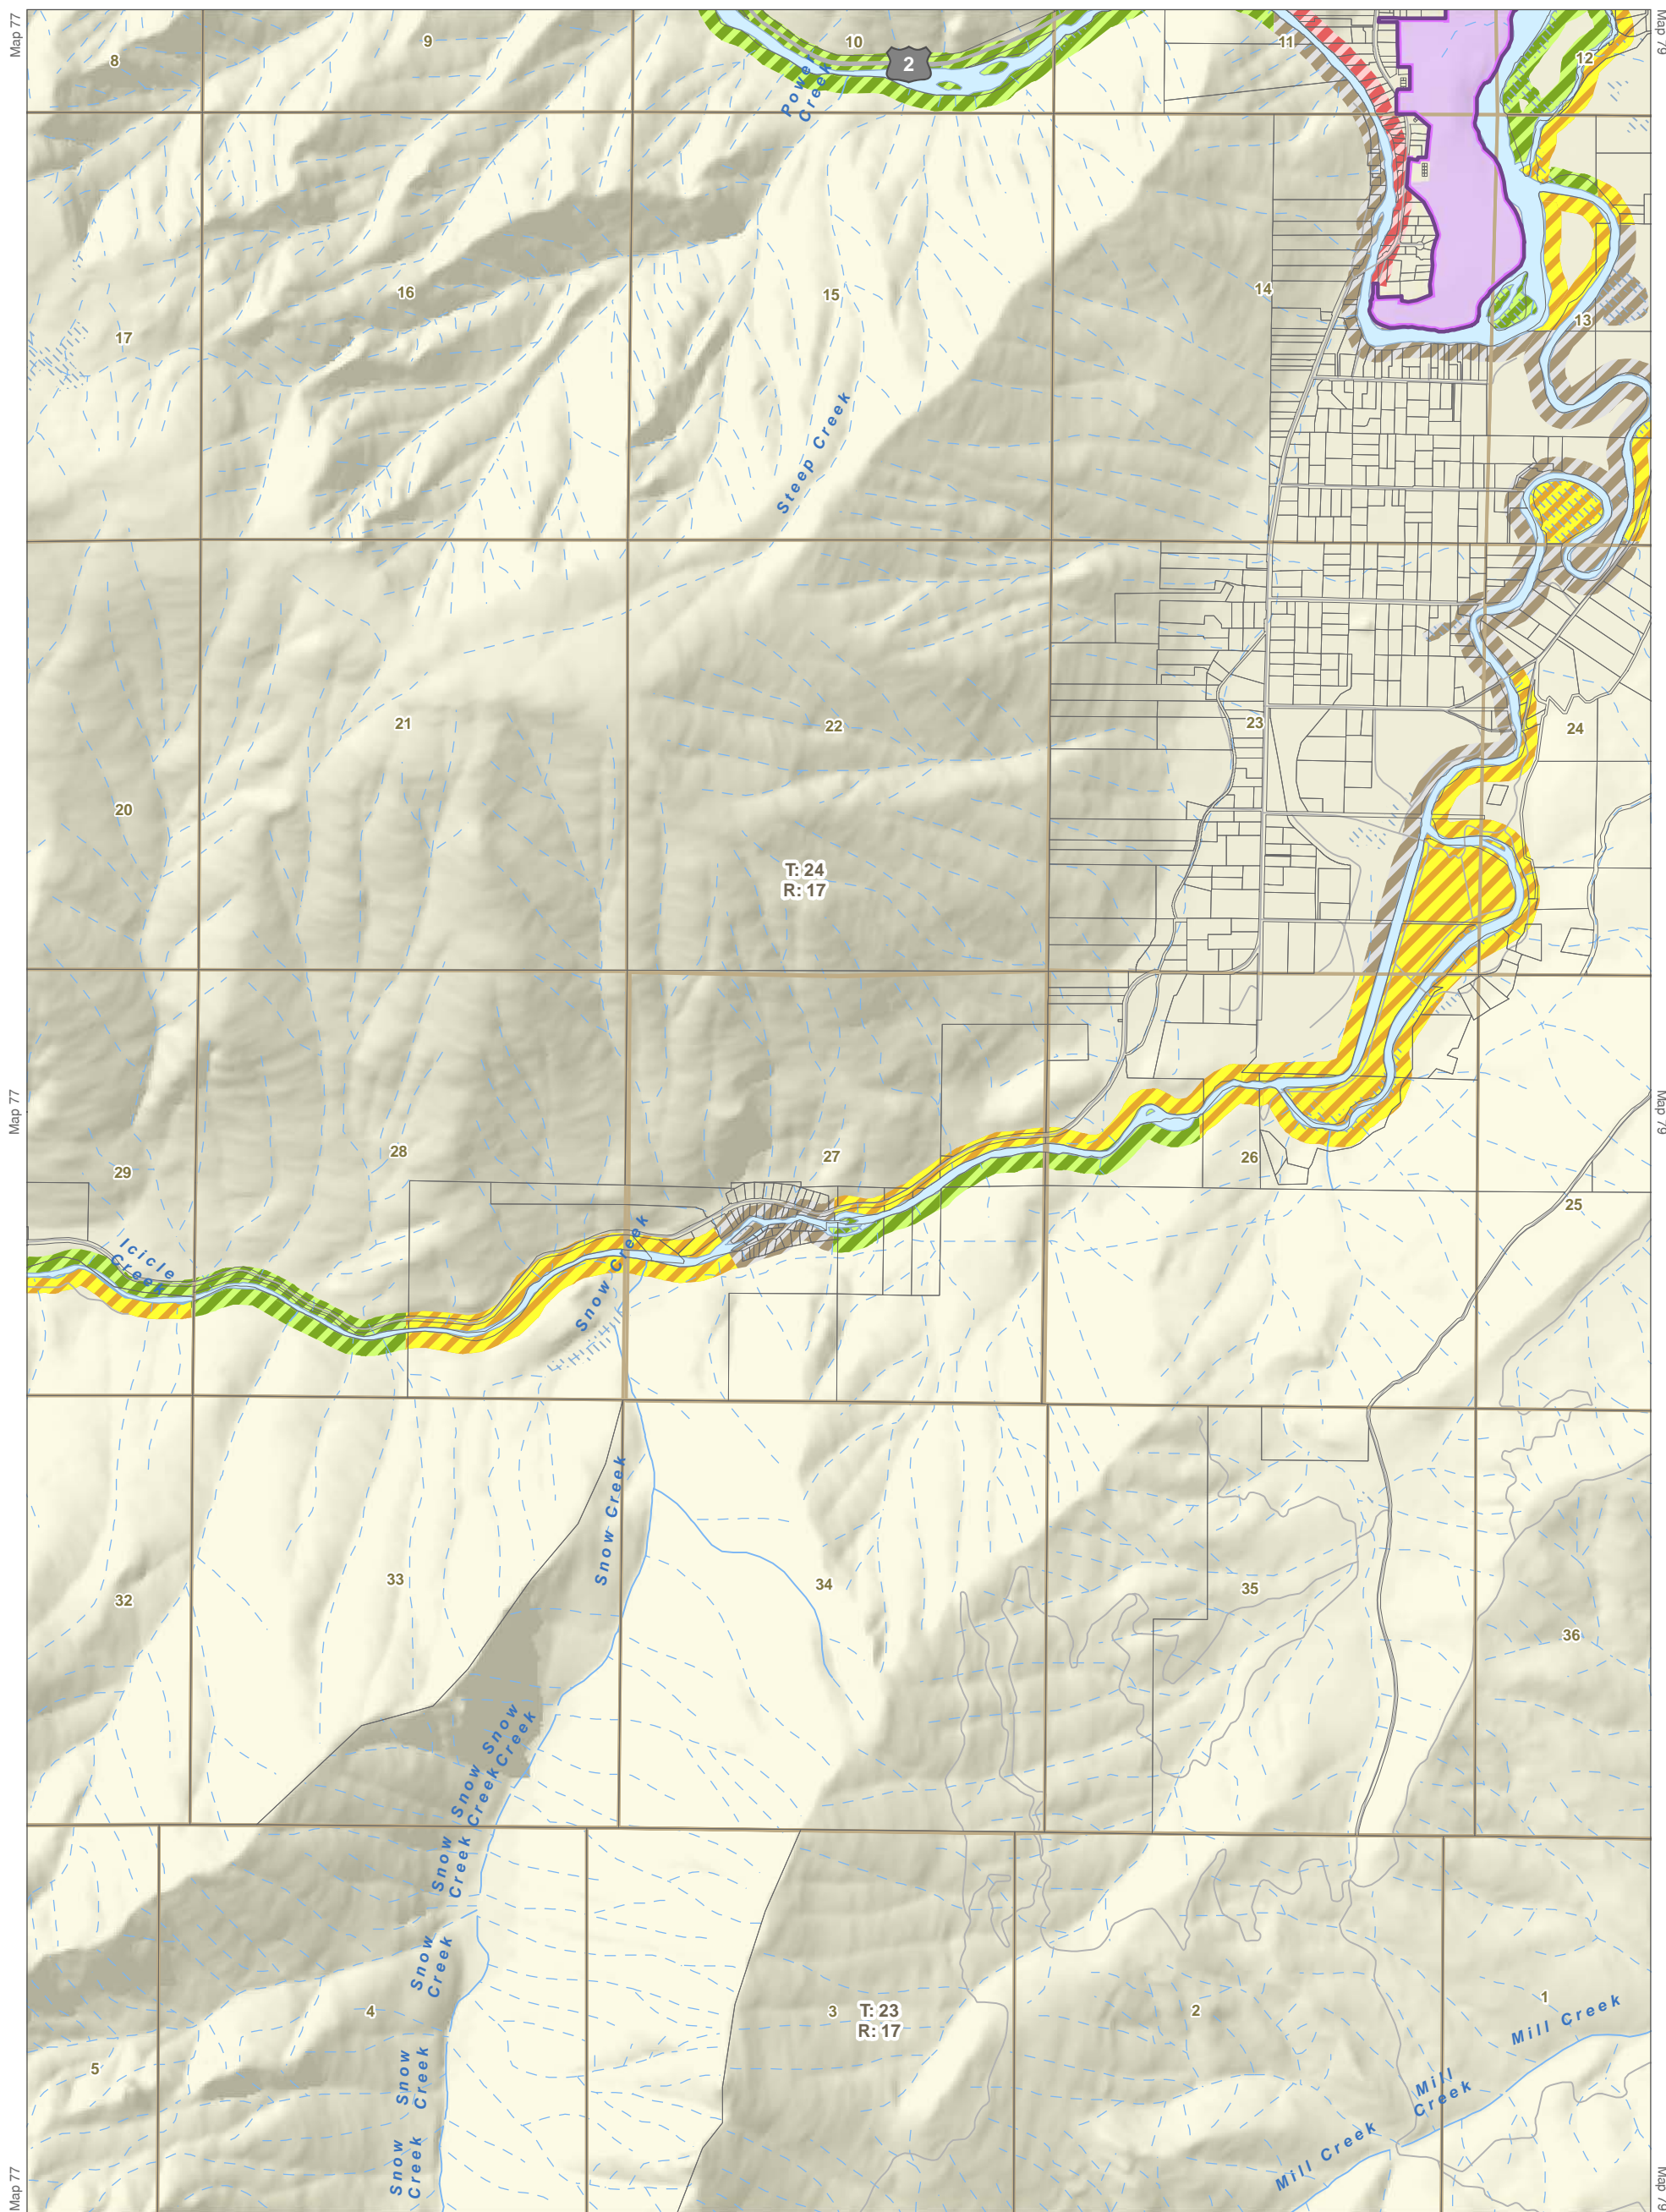 Map 77
Map 79
8
9
10
2
11
12
Power
Creek
17
16
15
14
13
Steep Creek
20
21
22
23
24
T: 24
R: 17
Map 77
Map 79
29
28
27
26
25
Icicle
Creek
Snow Creek
Snow Creek
32
33
34
35
36
Snow
Creek
Snow
Creek
Snow
Creek
Snow
Creek
5
4
3
T: 23
R: 17
2
1
Mill Creek
Mill
Creek
Mill Creek
Snow
Creek
Snow
Creek
Map 77
Map 79